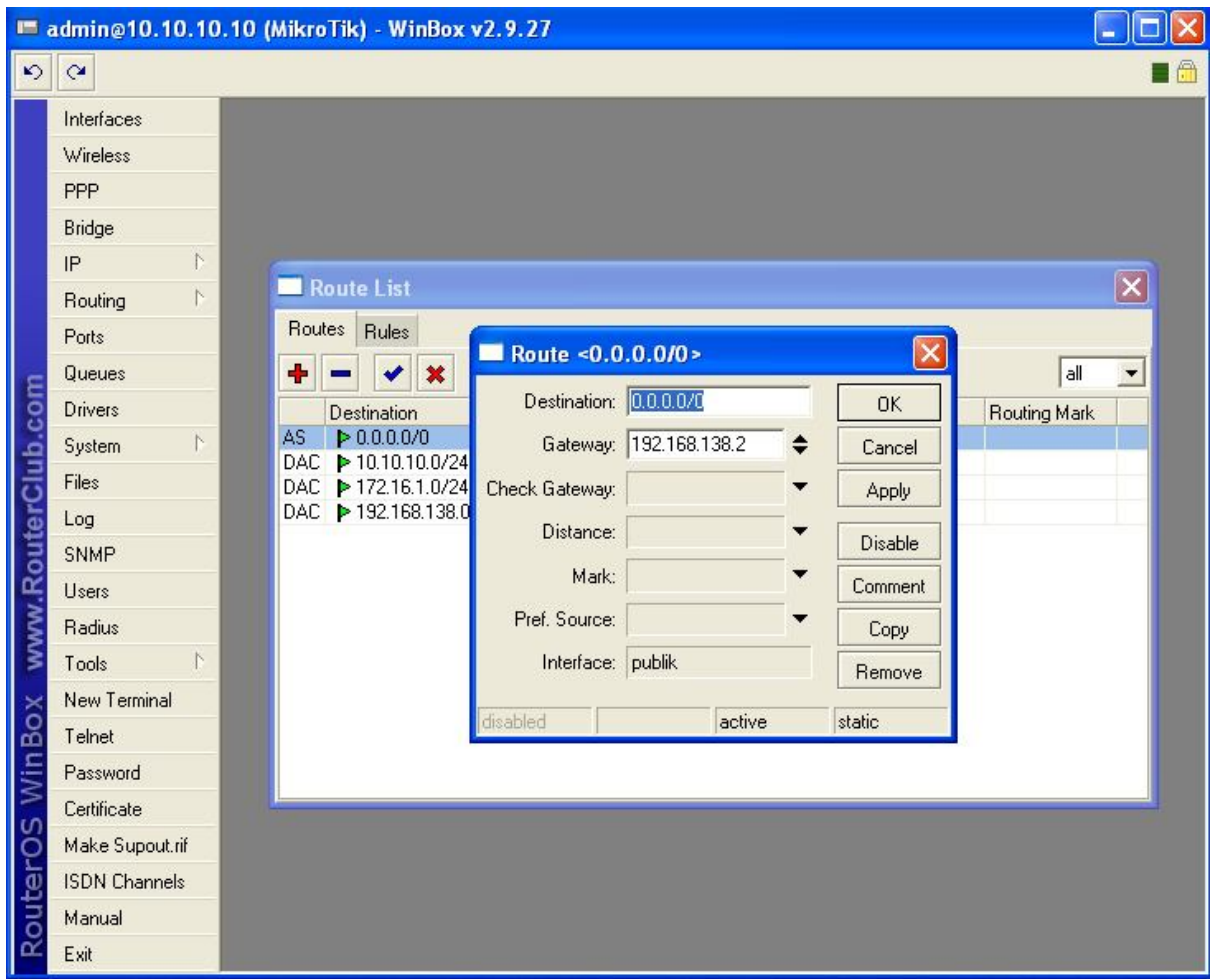 admin@10.10.10.10 (MikroTik) - WinBox v2.9.27
RouterOS WinBox www.RouterClub.com
Interfaces
Wireless
PPP
Bridge
IP
Routing
Ports
Queues
Drivers
System
Files
Log
SNMP
Users
Radius
Tools
New Terminal
Telnet
Password
Certificate
Make Supout.rif
ISDN Channels
Manual
Exit
Route List
Routes Rules
all
Destination Routing Mark
AS 0.0.0.0/0
DAC 10.10.10.0/24
DAC 172.16.1.0/24
DAC 192.168.138.0
Route <0.0.0.0/0>
Destination: 0.0.0.0/0 OK
Gateway: 192.168.138.2 Cancel
Check Gateway: Apply
Distance: Disable
Mark: Comment
Pref. Source: Copy
Interface: publik Remove
disabled active static